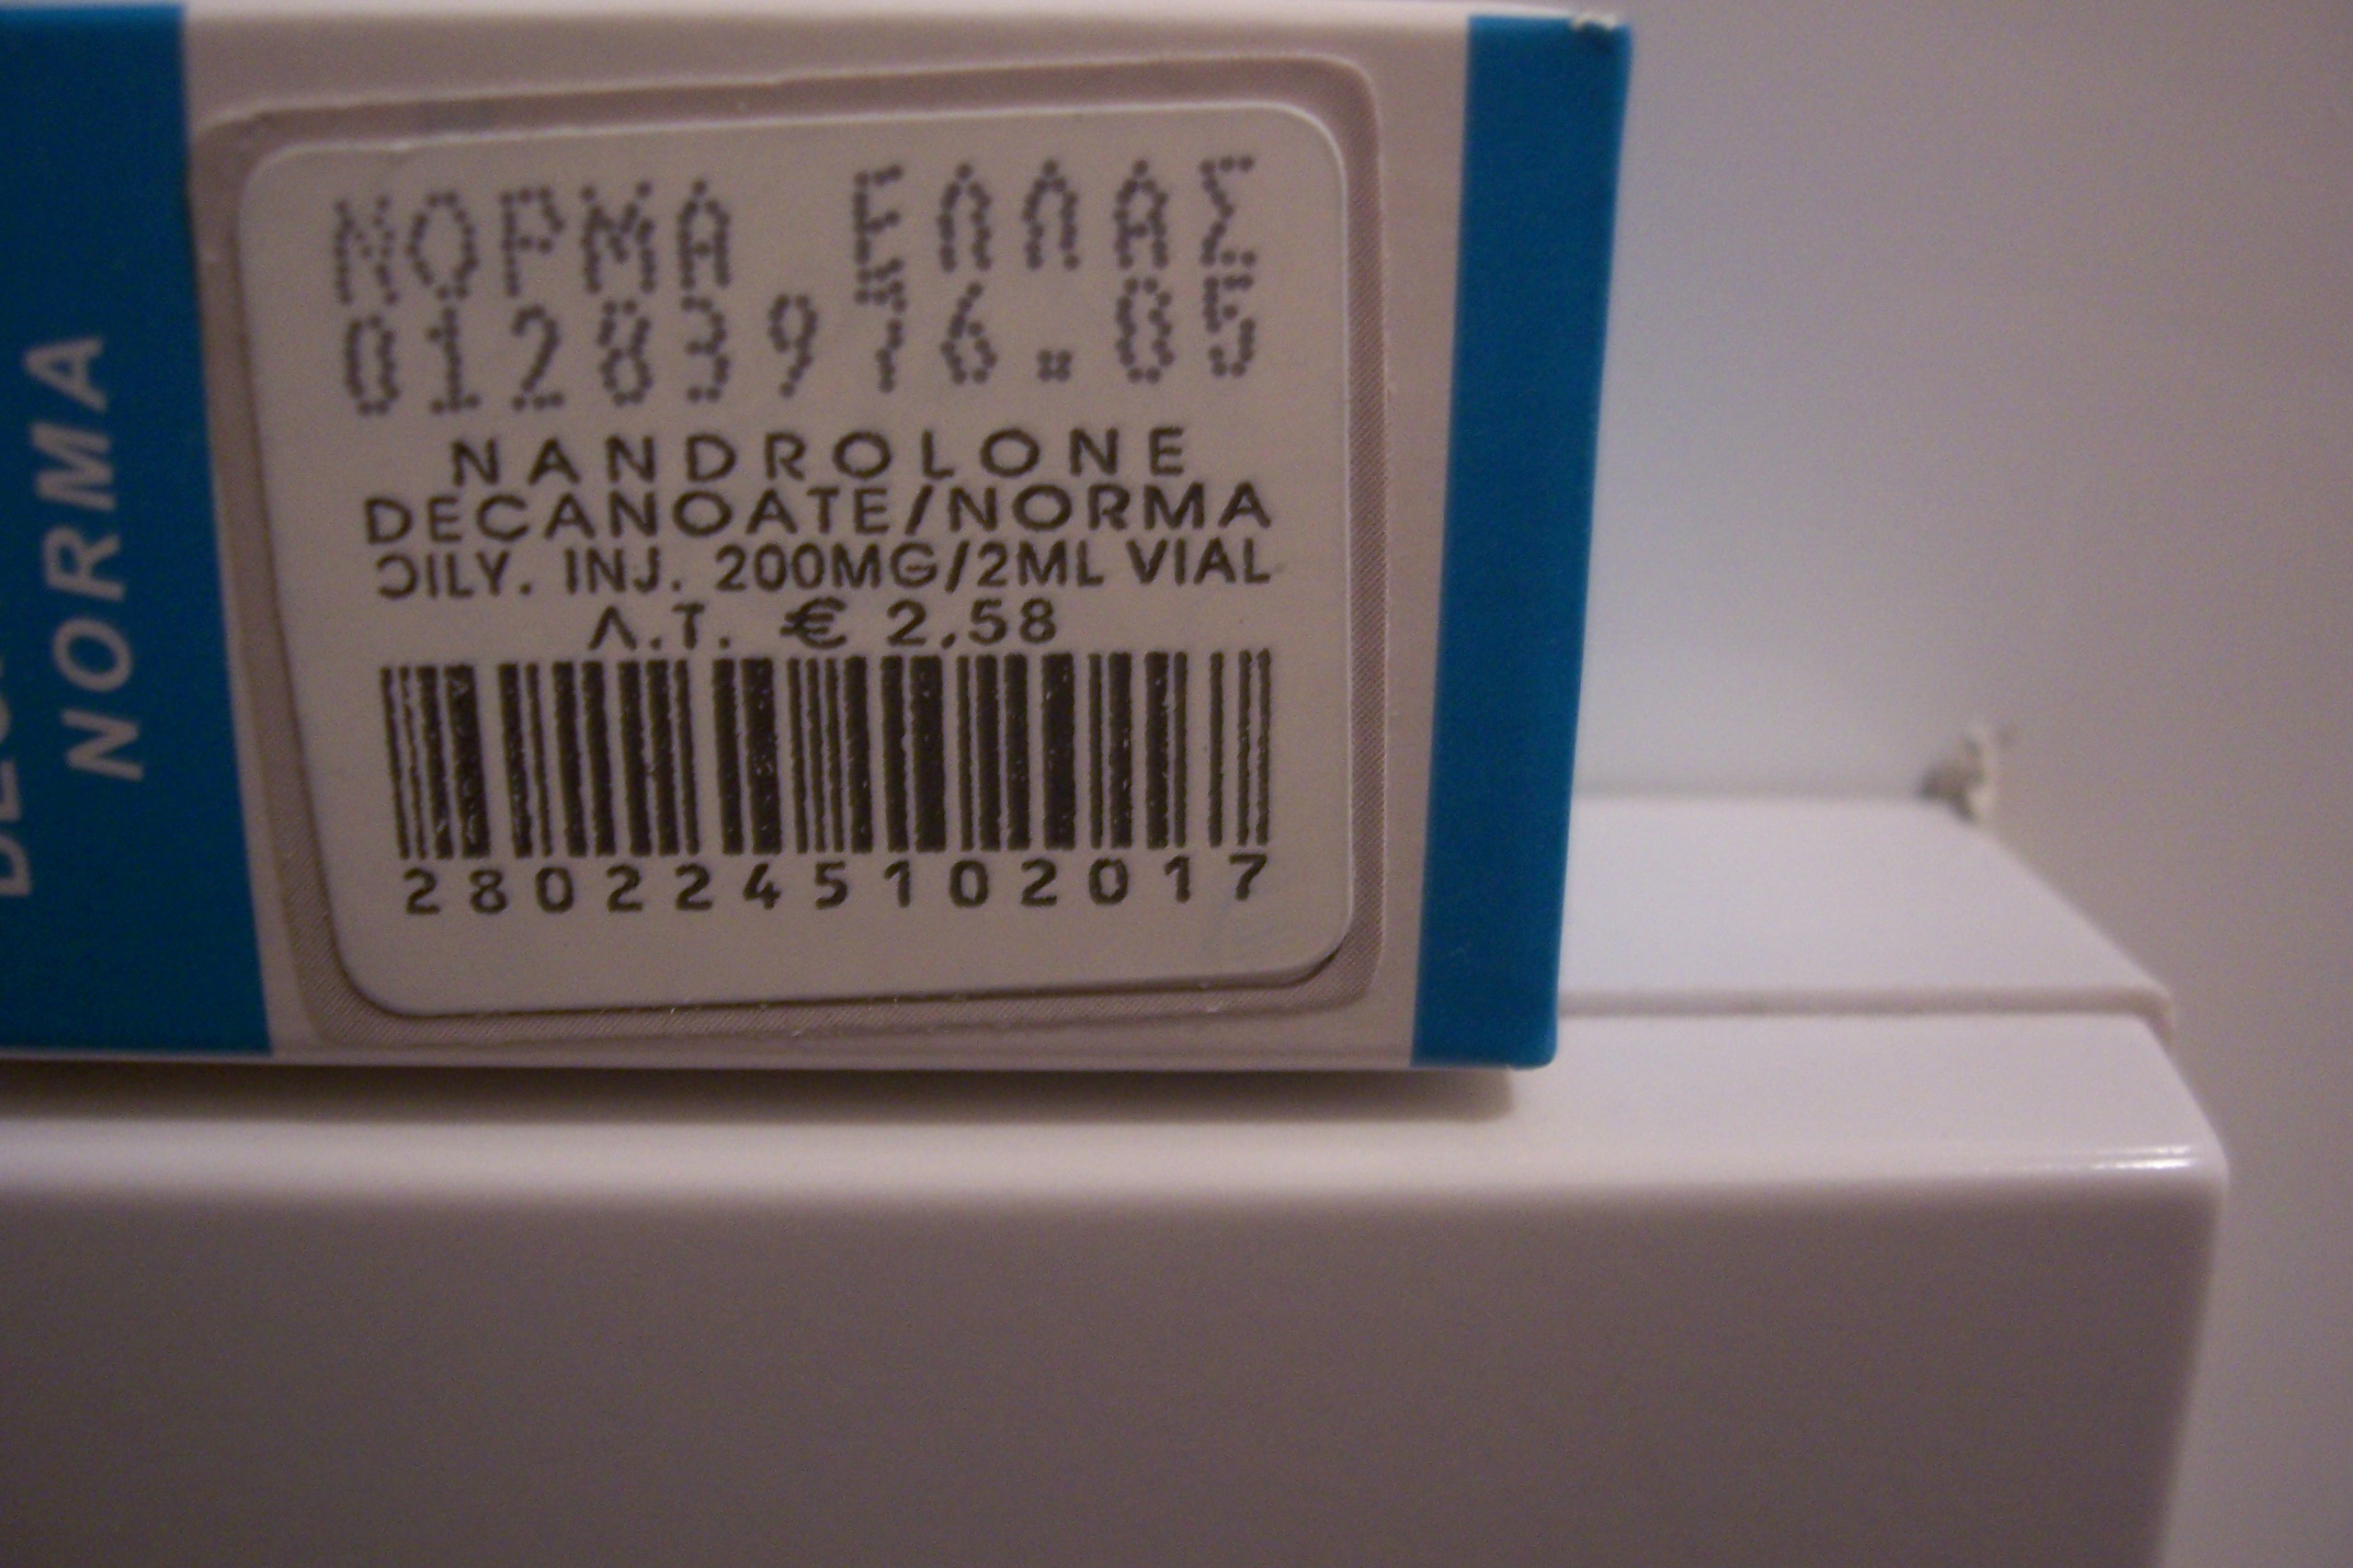 NORMA
ΝΟΡΜΑ ΕΛΛΑΣ
01283976.05
NANDROLONE
DECANOATE/NORMA
OILY. INJ. 200MG/2ML VIAL
Λ.Τ. € 2.58
2802245102017